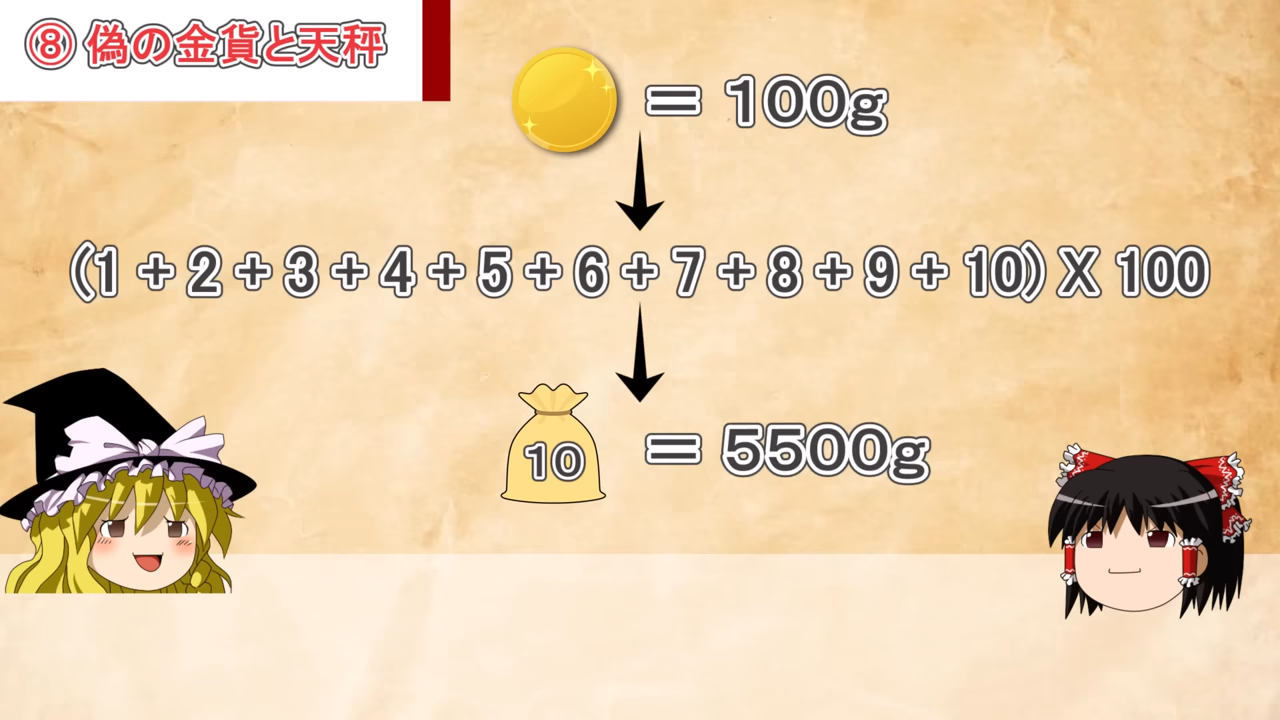 ⑧ 偽の金貨と天秤
= 100g
(1 + 2 + 3 + 4 + 5 + 6 + 7 + 8 + 9 + 10) X 100
10 = 5500g